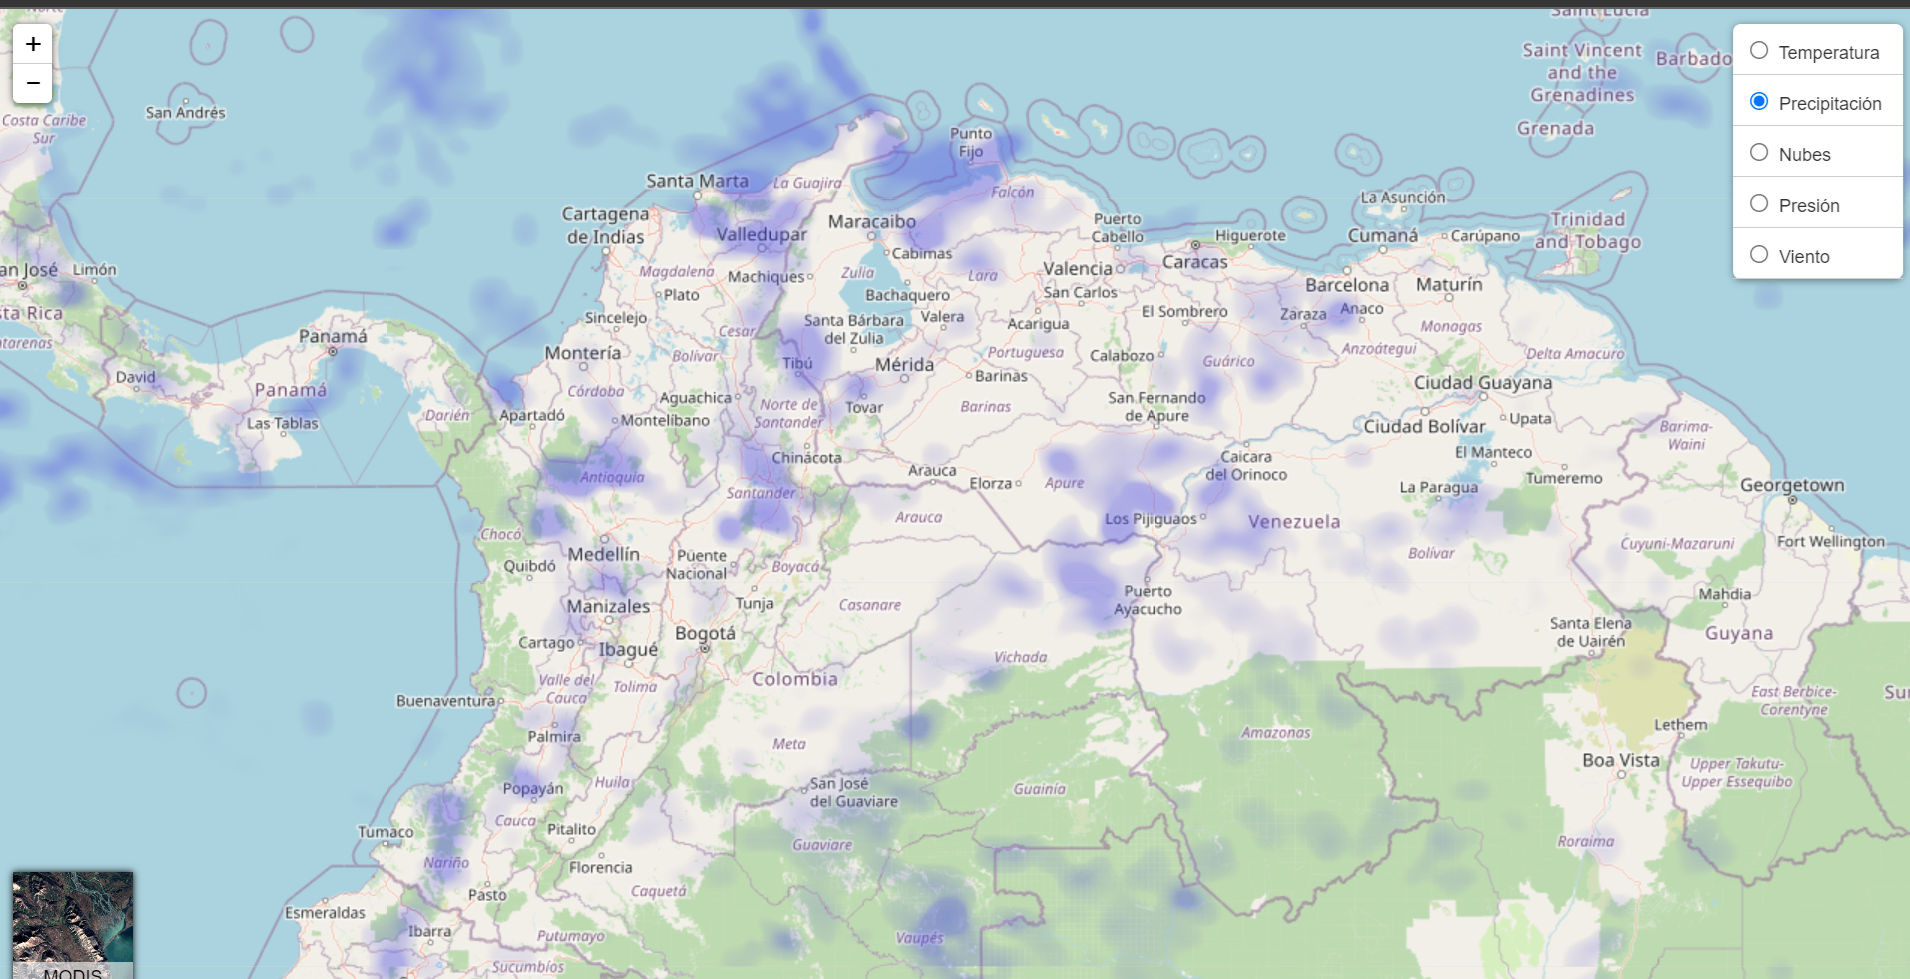 Norte
Saint Lucia
+
−
Temperatura
Precipitación
Nubes
Presión
Viento
Saint Vincent
and the
Grenadines
Barbado
Grenada
San Andrés
Costa Caribe
Sur
Punto
Fijo
Santa Marta
La Guajira
Falcón
La Asunción
Cartagena
de Indias
Maracaibo
Valledupar
Puerto
Cabello
Higuerote
Cumaná
Carúpano
Trinidad
and Tobago
Cabimas
Caracas
an José
Limón
Magdalena
Machiques
Zulia
Lara
Valencia
San Carlos
Barcelona
Maturín
Plato
Bachaquero
sta Rica
Sincelejo
Santa Bárbara
del Zulia
Valera
Acarigua
El Sombrero
Zaraza
Anaco
Monagas
Cesar
Panamá
ntarenas
Montería
Bolívar
Tibú
Mérida
Portuguesa
Calabozo
Guárico
Anzoátegui
Delta Amacuro
David
Panamá
Córdoba
Aguachica
Barinas
Ciudad Guayana
Norte de
Santander
Tovar
Barinas
San Fernando
de Apure
Darién
Apartadó
Montelíbano
Las Tablas
Ciudad Bolívar
Upata
Barima-
Waini
Chinácota
Arauca
Elorza
Apure
Caicara
del Orinoco
El Manteco
Tumeremo
Antioquia
Santander
La Paragua
Georgetown
Arauca
Los Pijiguaos
Venezuela
Chocó
Medellín
Puente
Nacional
Boyacá
Bolívar
Cuyuni-Mazaruni
Fort Wellington
Quibdó
Manizales
Tunja
Casanare
Puerto
Ayacucho
Mahdia
Cartago
Ibagué
Bogotá
Santa Elena
de Uairén
Guyana
Vichada
Valle del
Cauca
Tolima
Colombia
Buenaventura
East Berbice-
Corentyne
Su
Palmira
Meta
Amazonas
Lethem
Boa Vista
Upper Takutu-
Upper Essequibo
Popayán
Huila
San José
del Guaviare
Guainía
Cauca
Tumaco
Pitalito
Guaviare
Roraima
Nariño
Florencia
Caquetá
Pasto
Esmeraldas
Ibarra
Putumayo
Vaupés
Sucumbíos
MODIS